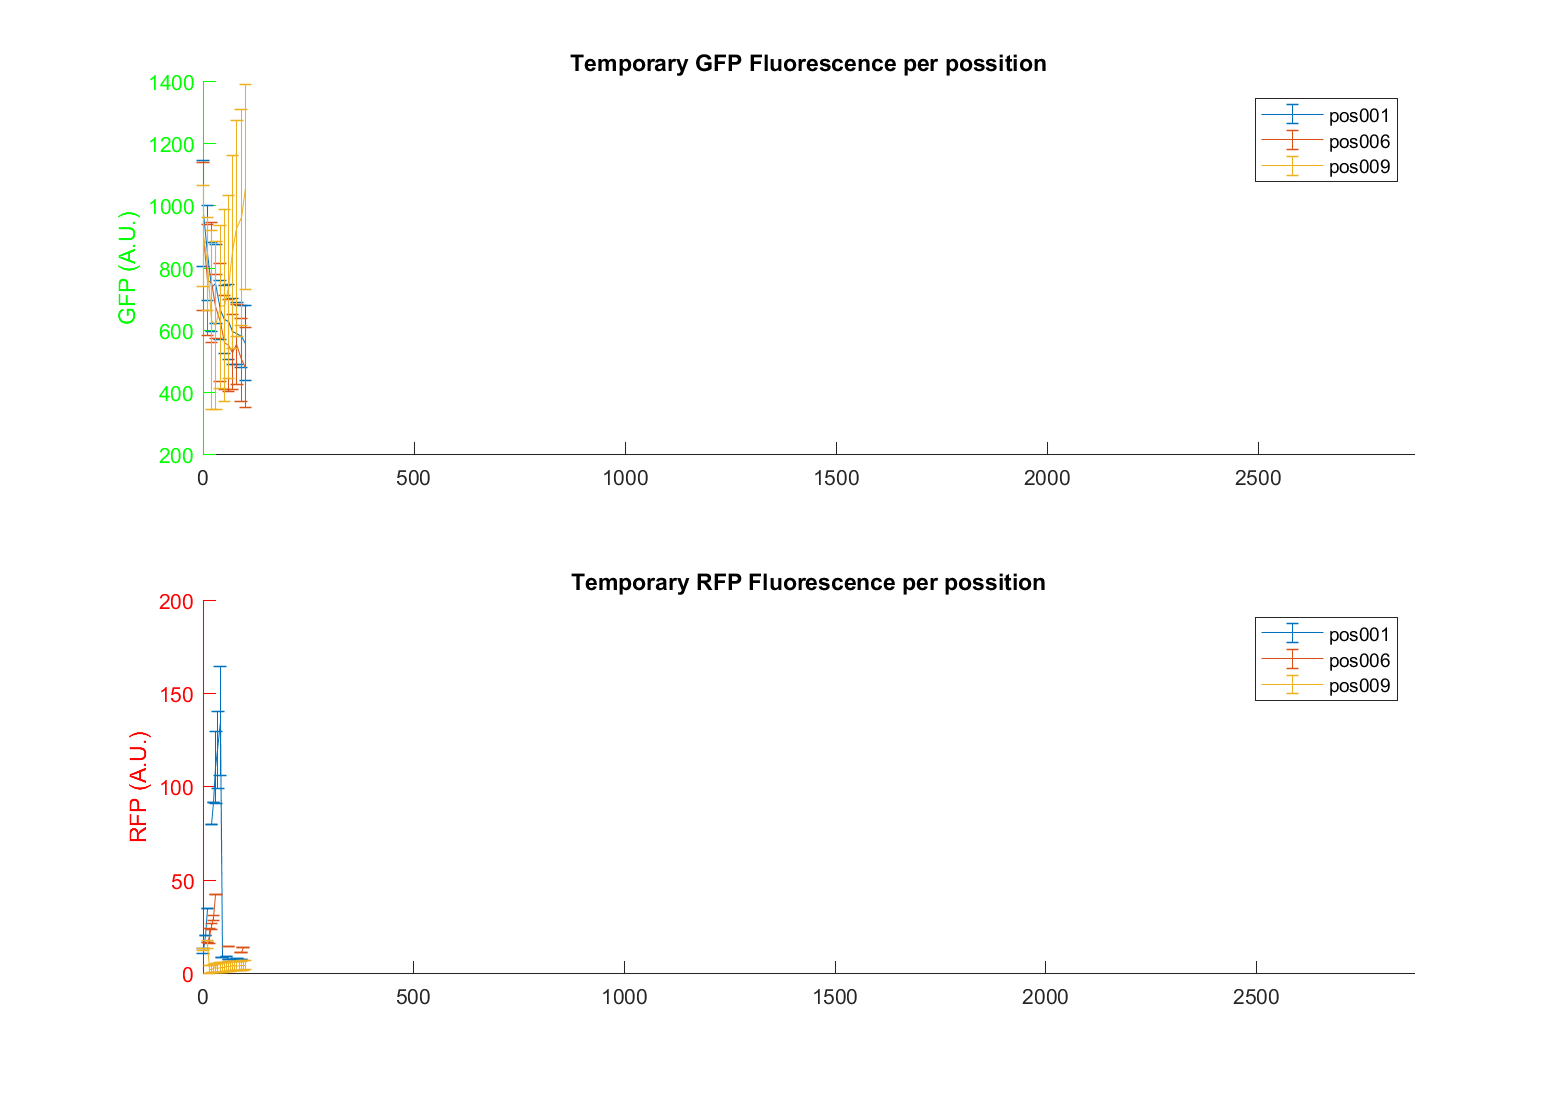 Temporary GFP Fluorescence per possition
1400
1200
1000
800
600
400
200
GFP (A.U.)
0 500 1000 1500 2000 2500
pos001
pos006
pos009
Temporary RFP Fluorescence per possition
200
150
100
50
0
RFP (A.U.)
0 500 1000 1500 2000 2500
pos001
pos006
pos009